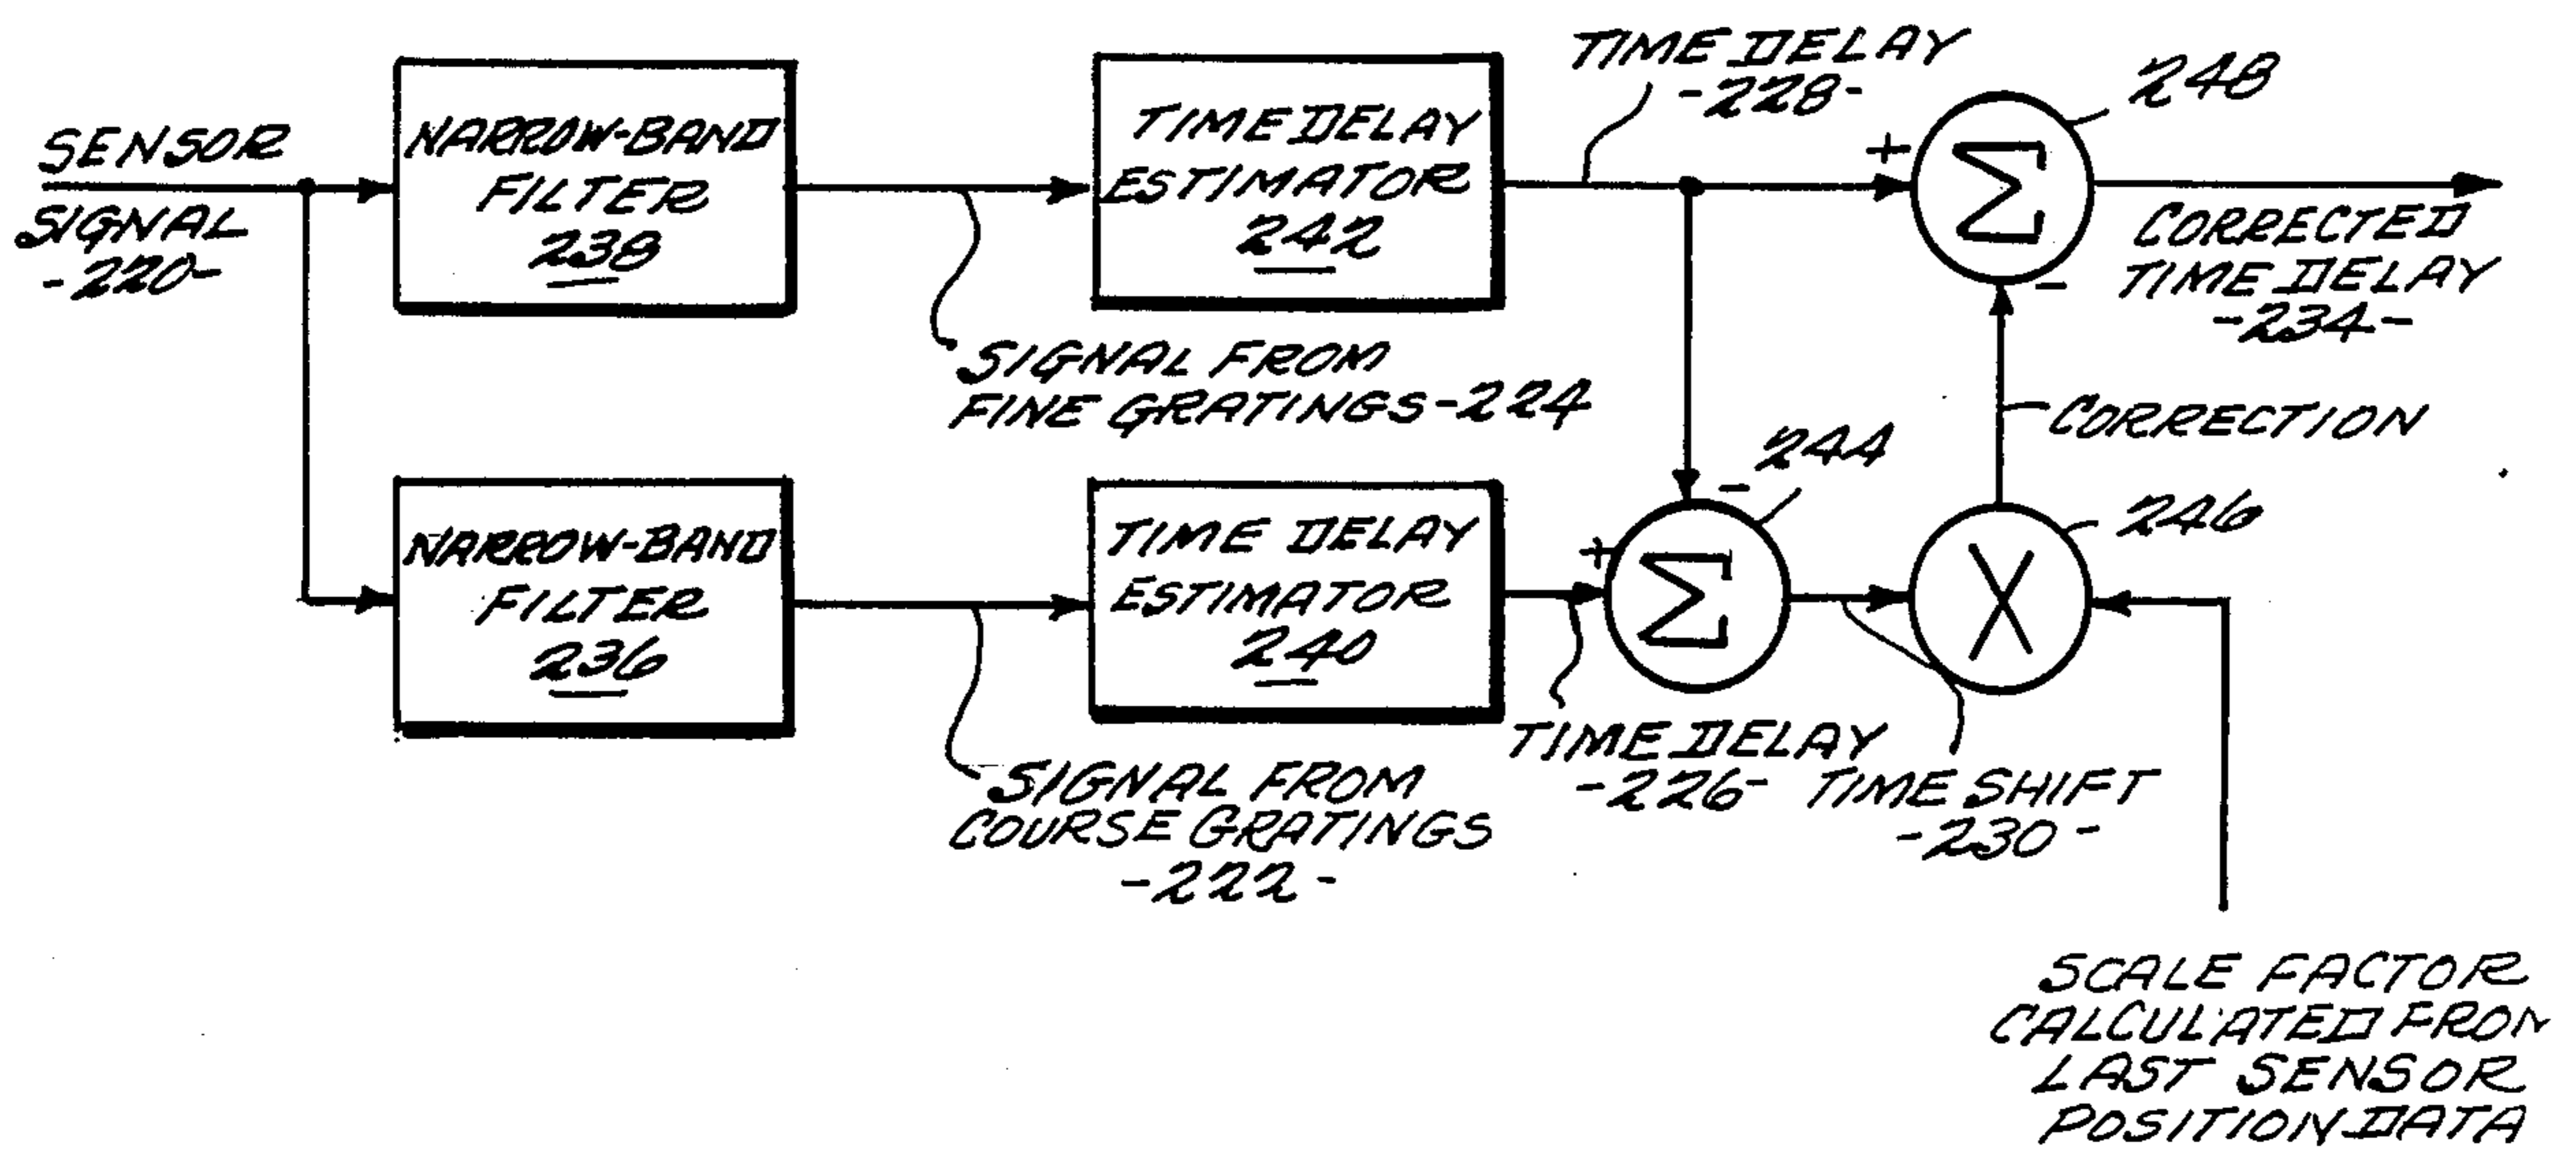 SENSOR
SIGNAL
-220-
NARROW-BAND
FILTER
238
TIME DELAY
ESTIMATOR
242
TIME DELAY
-228-
248
+
Σ
-
CORRECTED
TIME DELAY
-234-
SIGNAL FROM
FINE GRATINGS-224
CORRECTION
NARROW-BAND
FILTER
236
TIME DELAY
ESTIMATOR
240
244
-
+
Σ
246
X
TIME DELAY
-226-
TIME SHIFT
-230-
SIGNAL FROM
COURSE GRATINGS
-222-
SCALE FACTOR
CALCULATED FROM
LAST SENSOR
POSITION DATA